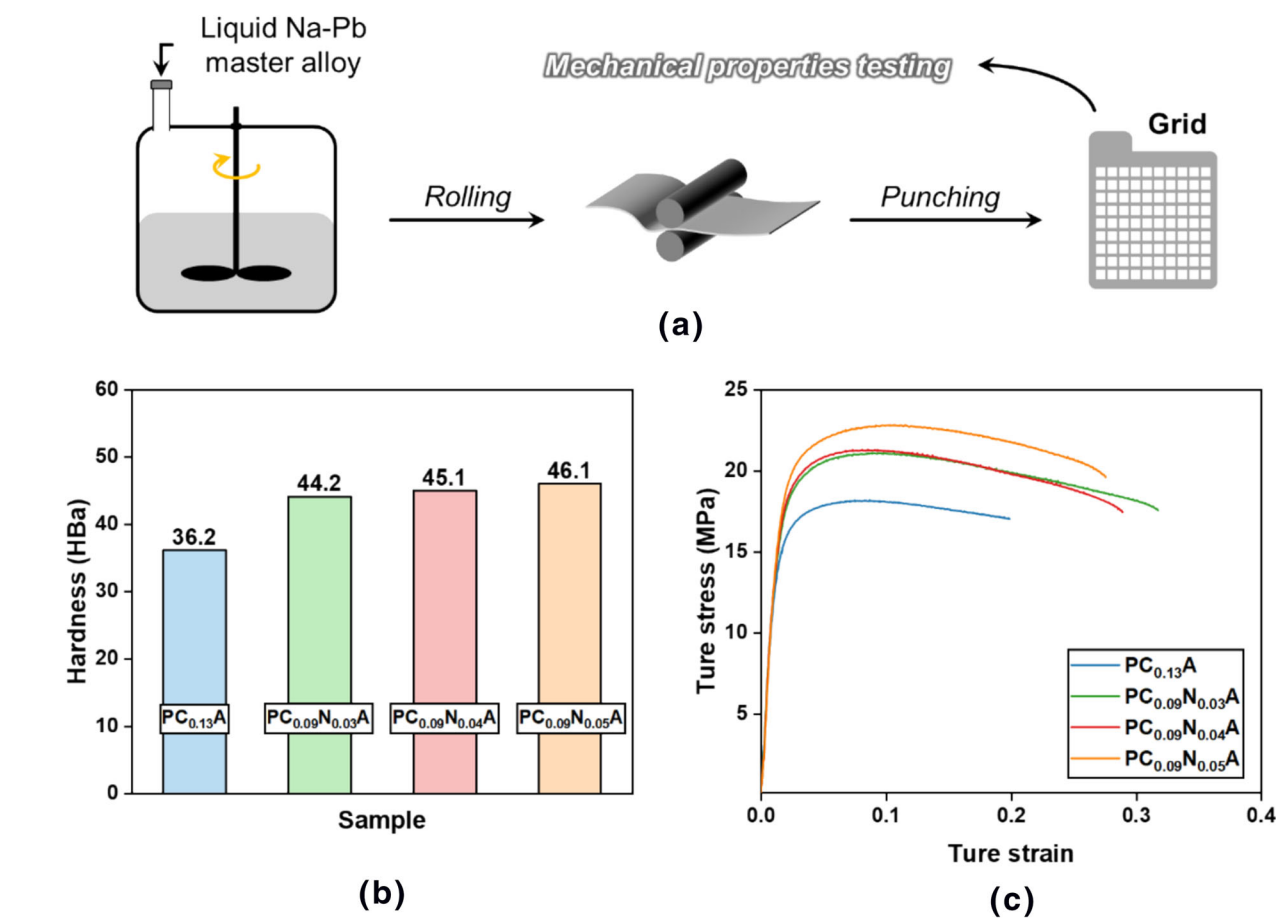 Liquid Na-Pb
master alloy
Mechanical properties testing
Grid
Rolling
Punching
(a)
60
50
40
30
20
10
0
Hardness (HBa)
36.2
44.2
45.1
46.1
PC0.13A
PC0.09N0.03A
PC0.09N0.04A
PC0.09N0.05A
Sample
(b)
25
20
15
10
5
Ture stress (MPa)
PC0.13A
PC0.09N0.03A
PC0.09N0.04A
PC0.09N0.05A
0.0
0.1
0.2
0.3
0.4
Ture strain
(c)